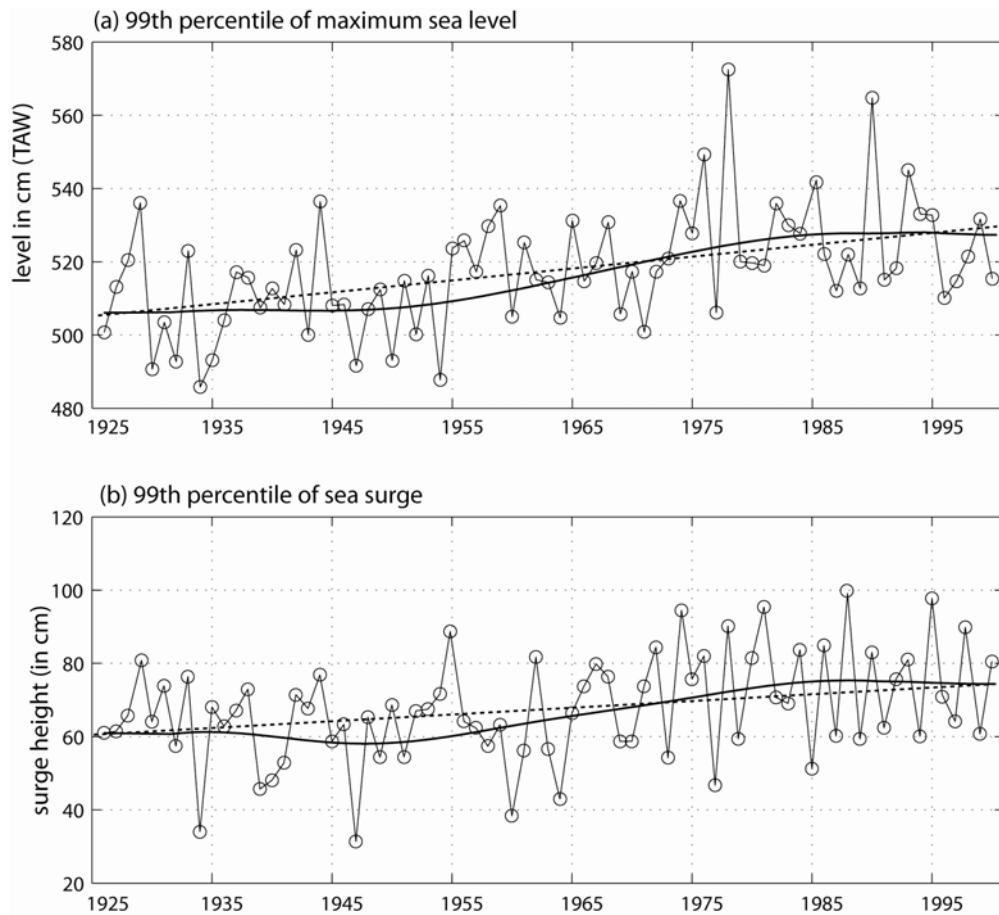 (a) 99th percentile of maximum sea level
level in cm (TAW)
580
560
540
520
500
480
1925 1935 1945 1955 1965 1975 1985 1995
(b) 99th percentile of sea surge
surge height (in cm)
120
100
80
60
40
20
1925 1935 1945 1955 1965 1975 1985 1995